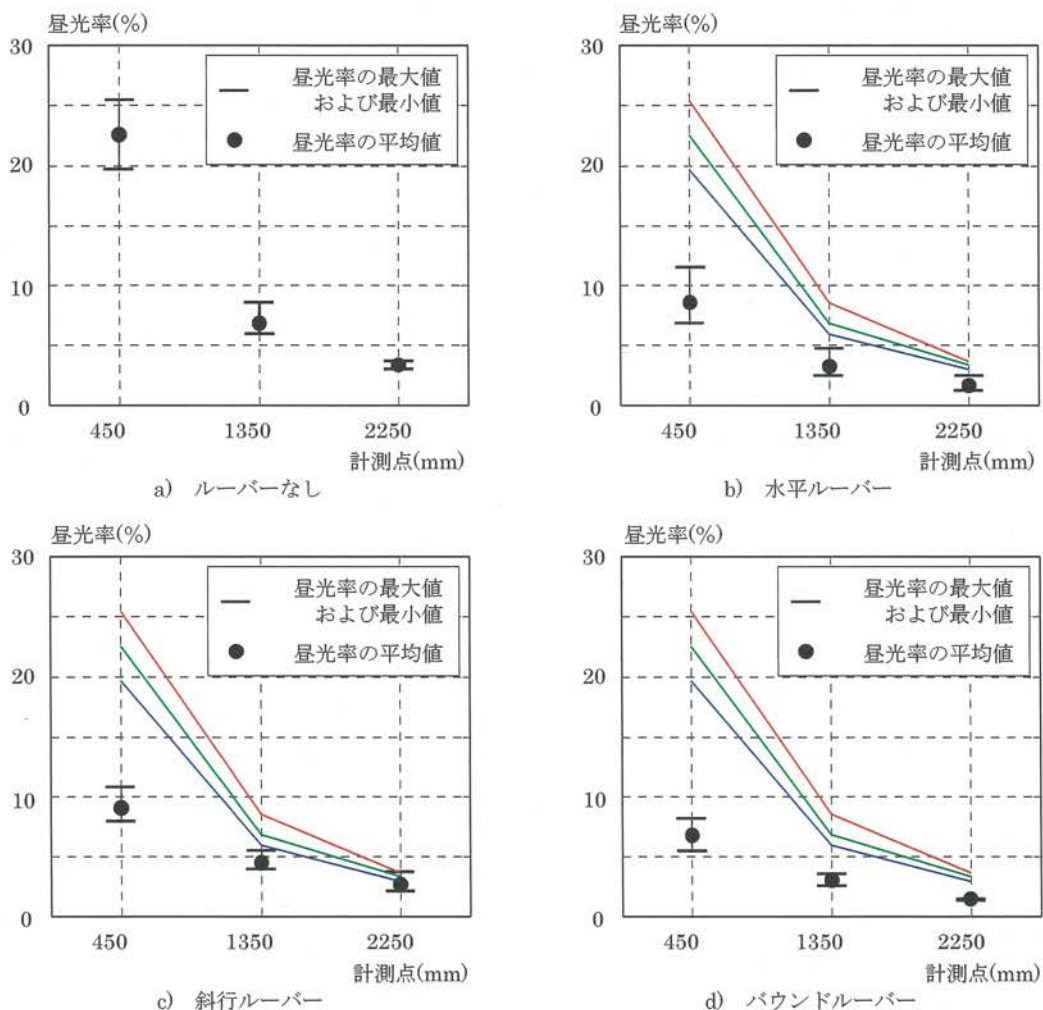 昼光率(%)
30
20
10
0
昼光率の最大値
および最小値
昼光率の平均値
450
1350
2250
計測点(mm)
a) ルーバーなし
昼光率(%)
30
20
10
0
昼光率の最大値
および最小値
昼光率の平均値
450
1350
2250
計測点(mm)
b) 水平ルーバー
昼光率(%)
30
20
10
0
昼光率の最大値
および最小値
昼光率の平均値
450
1350
2250
計測点(mm)
c) 斜行ルーバー
昼光率(%)
30
20
10
0
昼光率の最大値
および最小値
昼光率の平均値
450
1350
2250
計測点(mm)
d) バウンドルーバー